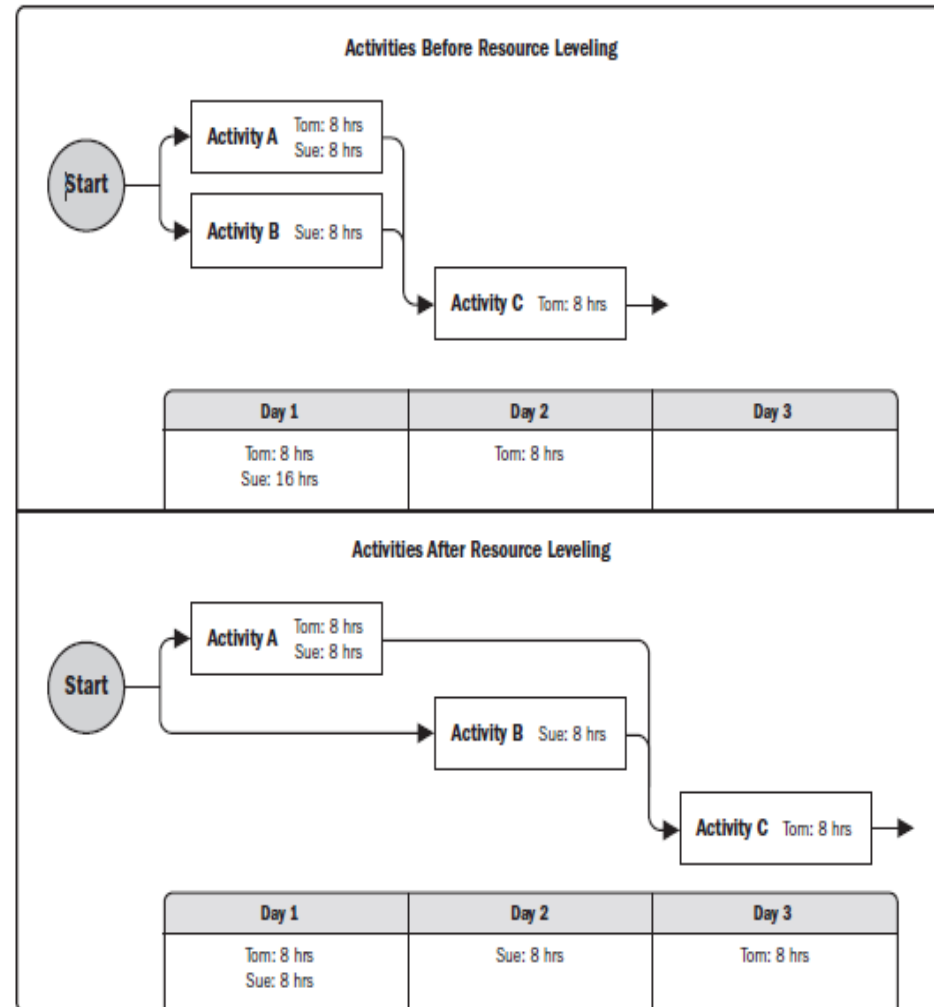 Activities Before Resource Leveling
Start
Activity A Tom: 8 hrs
Sue: 8 hrs
Activity B Sue: 8 hrs
Activity C Tom: 8 hrs
Day 1 Day 2 Day 3
Tom: 8 hrs Tom: 8 hrs
Sue: 16 hrs
Activities After Resource Leveling
Activity A Tom: 8 hrs
Sue: 8 hrs
Start
Activity B Sue: 8 hrs
Activity C Tom: 8 hrs
Day 1 Day 2 Day 3
Tom: 8 hrs Sue: 8 hrs Tom: 8 hrs
Sue: 8 hrs